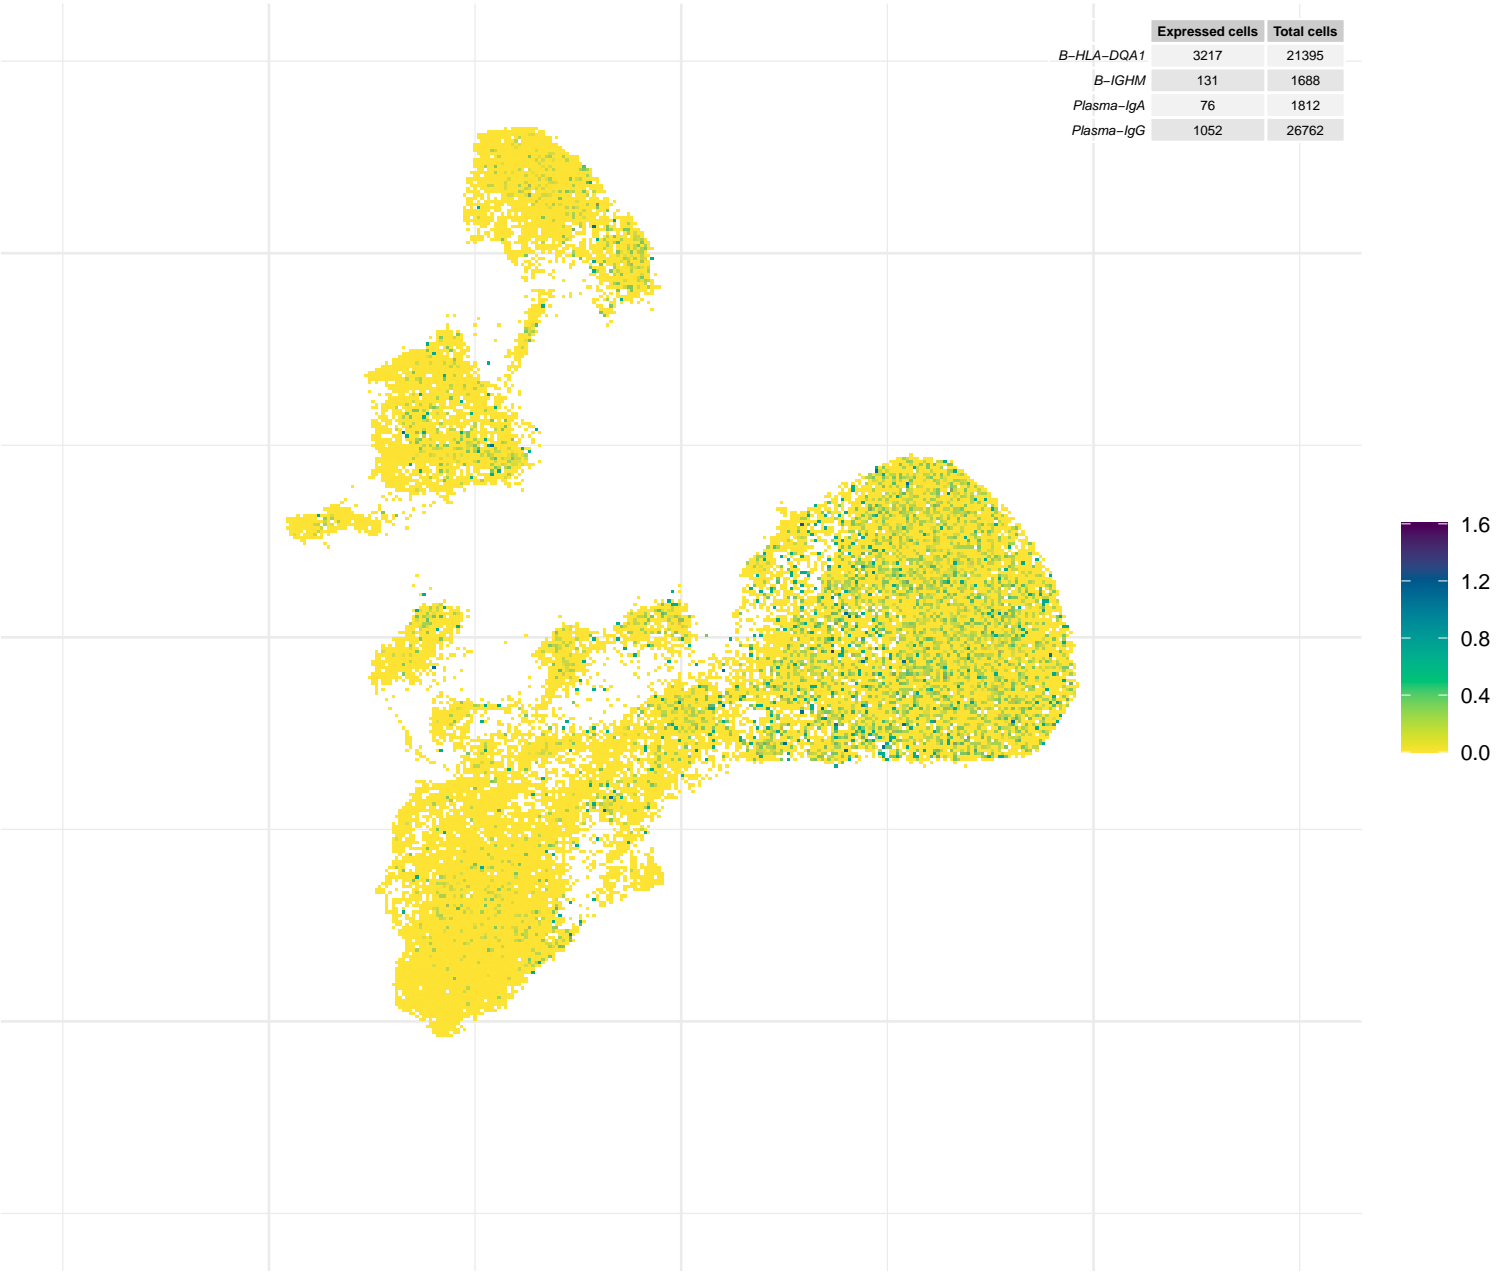 Expressed cells Total cells
B−HLA−DQA1 3217 21395
B−IGHM 131 1688
Plasma−IgA 76 1812
Plasma−IgG 1052 26762
1.6
1.2
0.8
0.4
0.0